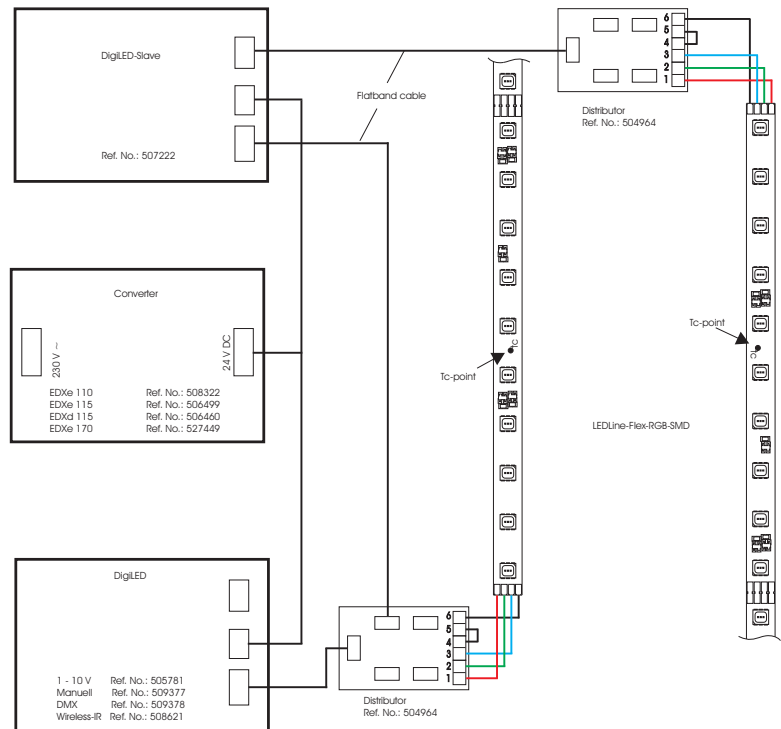 DigiLED-Slave
Ref. No.: 507222
Flatband cable
6
5
4
3
2
1
Distributor
Ref. No.: 504964
Converter
230 V ~
24 V DC
EDXe 110 Ref. No.: 508322
EDXe 115 Ref. No.: 506499
EDXd 115 Ref. No.: 506460
EDXe 170 Ref. No.: 527449
Tc
Tc-point
Tc-point
Tc
LEDLine-Flex-RGB-SMD
DigiLED
1 - 10 V Ref. No.: 505781
Manuell Ref. No.: 509377
DMX Ref. No.: 509378
Wireless-IR Ref. No.: 508621
6
5
4
3
2
1
Distributor
Ref. No.: 504964